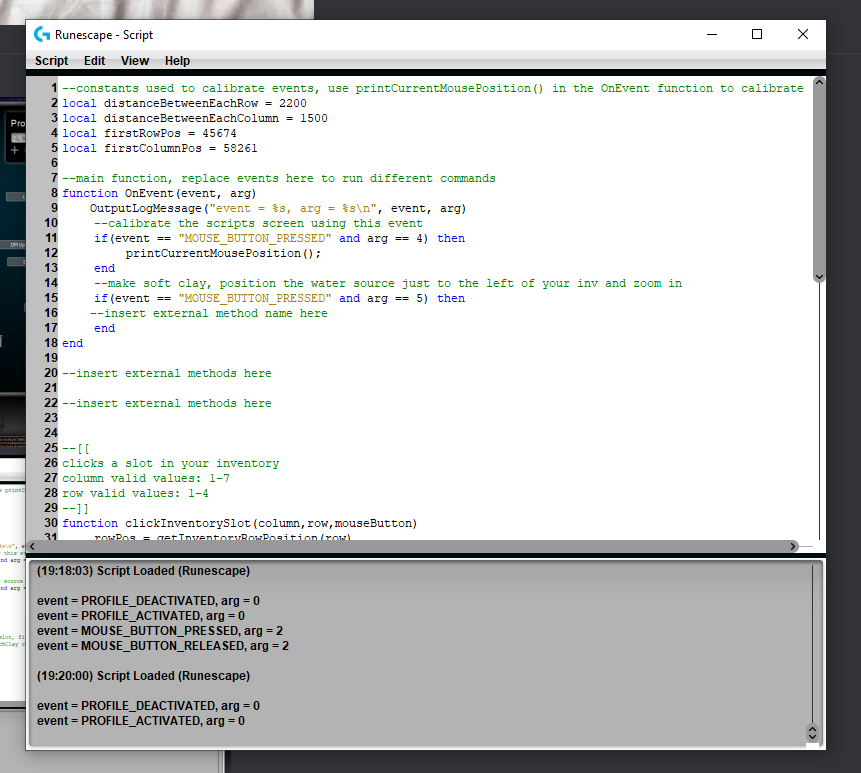 Runescape - Script
Script Edit View Help
1 --constants used to calibrate events, use printCurrentMousePosition() in the OnEvent function to calibrate
2 local distanceBetweenEachRow = 2200
3 local distanceBetweenEachColumn = 1500
4 local firstRowPos = 45674
5 local firstColumnPos = 58261
6
7 --main function, replace events here to run different commands
8 function OnEvent(event, arg)
9 OutputLogMessage("event = %s, arg = %s\n", event, arg)
10 --calibrate the scripts screen using this event
11 if(event == "MOUSE_BUTTON_PRESSED" and arg == 4) then
12 printCurrentMousePosition();
13 end
14 --make soft clay, position the water source just to the left of your inv and zoom in
15 if(event == "MOUSE_BUTTON_PRESSED" and arg == 5) then
16 --insert external method name here
17 end
18 end
19
20 --insert external methods here
21
22 --insert external methods here
23
24
25 --[[
26 clicks a slot in your inventory
27 column valid values: 1-7
28 row valid values: 1-4
29 --]]
30 function clickInventorySlot(column,row,mouseButton)
31 rowPos = getInventoryRowPosition(row)
(19:18:03) Script Loaded (Runescape)
event = PROFILE_DEACTIVATED, arg = 0
event = PROFILE_ACTIVATED, arg = 0
event = MOUSE_BUTTON_PRESSED, arg = 2
event = MOUSE_BUTTON_RELEASED, arg = 2
(19:20:00) Script Loaded (Runescape)
event = PROFILE_DEACTIVATED, arg = 0
event = PROFILE_ACTIVATED, arg = 0